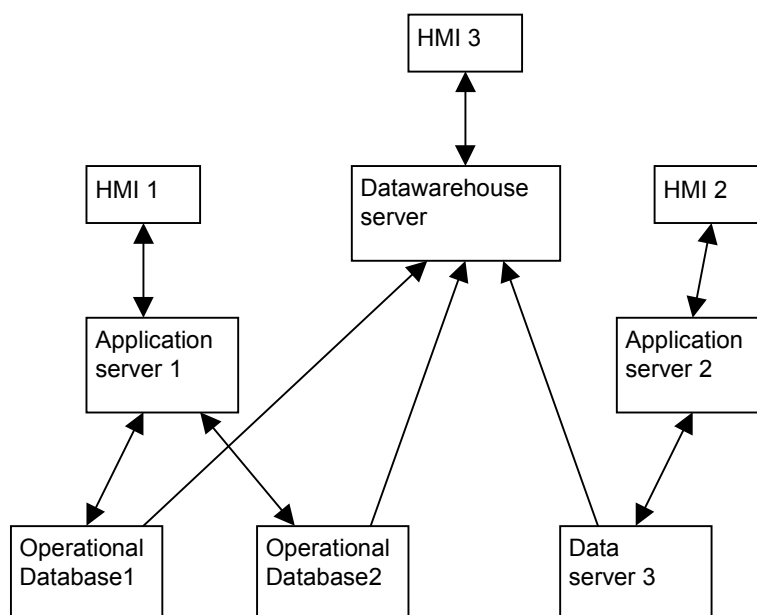 HMI 3
HMI 1
Datawarehouse
server
HMI 2
Application
server 1
Application
server 2
Operational
Database1
Operational
Database2
Data
server 3